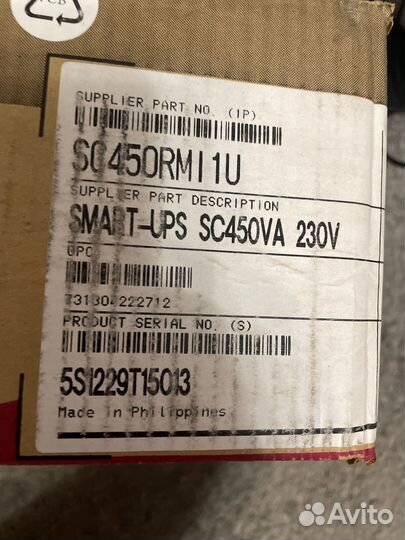 SUPPLIER PART NO. (1P)
SC450RMI1U
SUPPLIER PART DESCRIPTION
SMART-UPS SC450VA 230V
UPC
731304222712
PRODUCT SERIAL NO. (S)
5S1229T15013
Made in Philippines
Avito